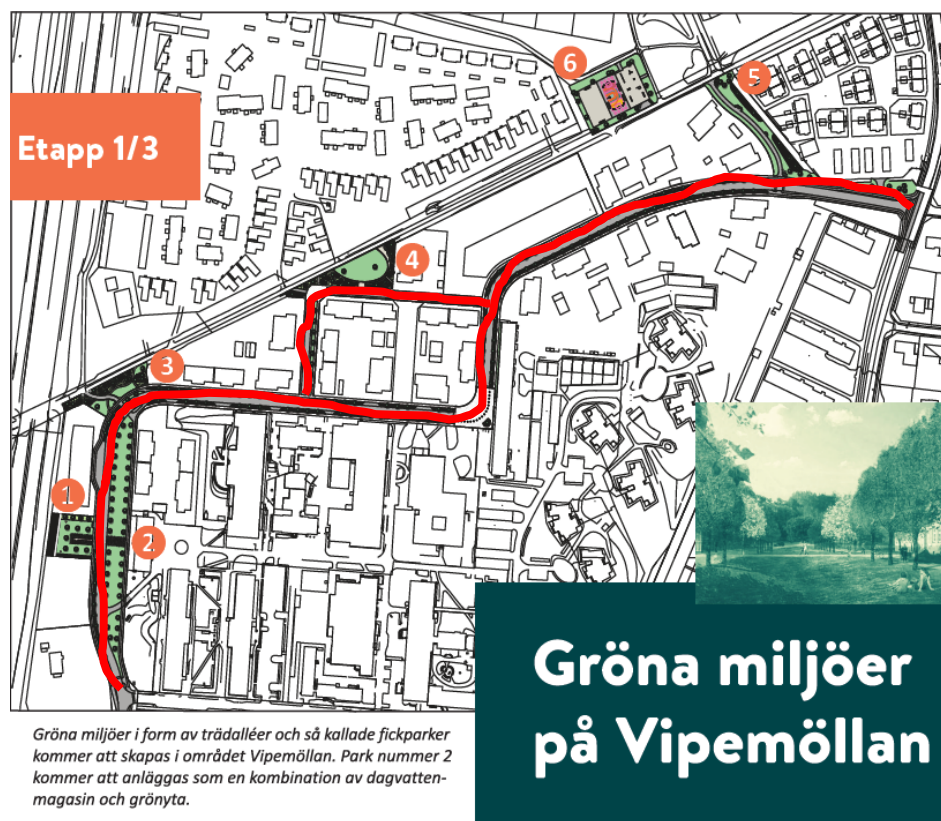 6
5
Etapp 1/3
4
3
1
2
Gröna miljöer
på Vipemöllan
Gröna miljöer i form av trädalléer och så kallade fickparker
kommer att skapas i området Vipemöllan. Park nummer 2
kommer att anläggas som en kombination av dagvatten-
magasin och grönyta.